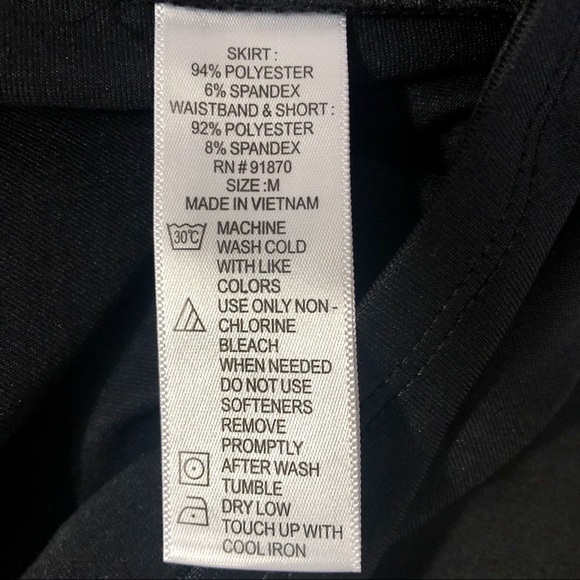 SKIRT :
94% POLYESTER
6% SPANDEX
WAISTBAND & SHORT :
92% POLYESTER
8% SPANDEX
RN # 91870
SIZE :M
MADE IN VIETNAM
30°C MACHINE
WASH COLD
WITH LIKE
COLORS
USE ONLY NON -
CHLORINE
BLEACH
WHEN NEEDED
DO NOT USE
SOFTENERS
REMOVE
PROMPTLY
AFTER WASH
TUMBLE
DRY LOW
TOUCH UP WITH
COOL IRON